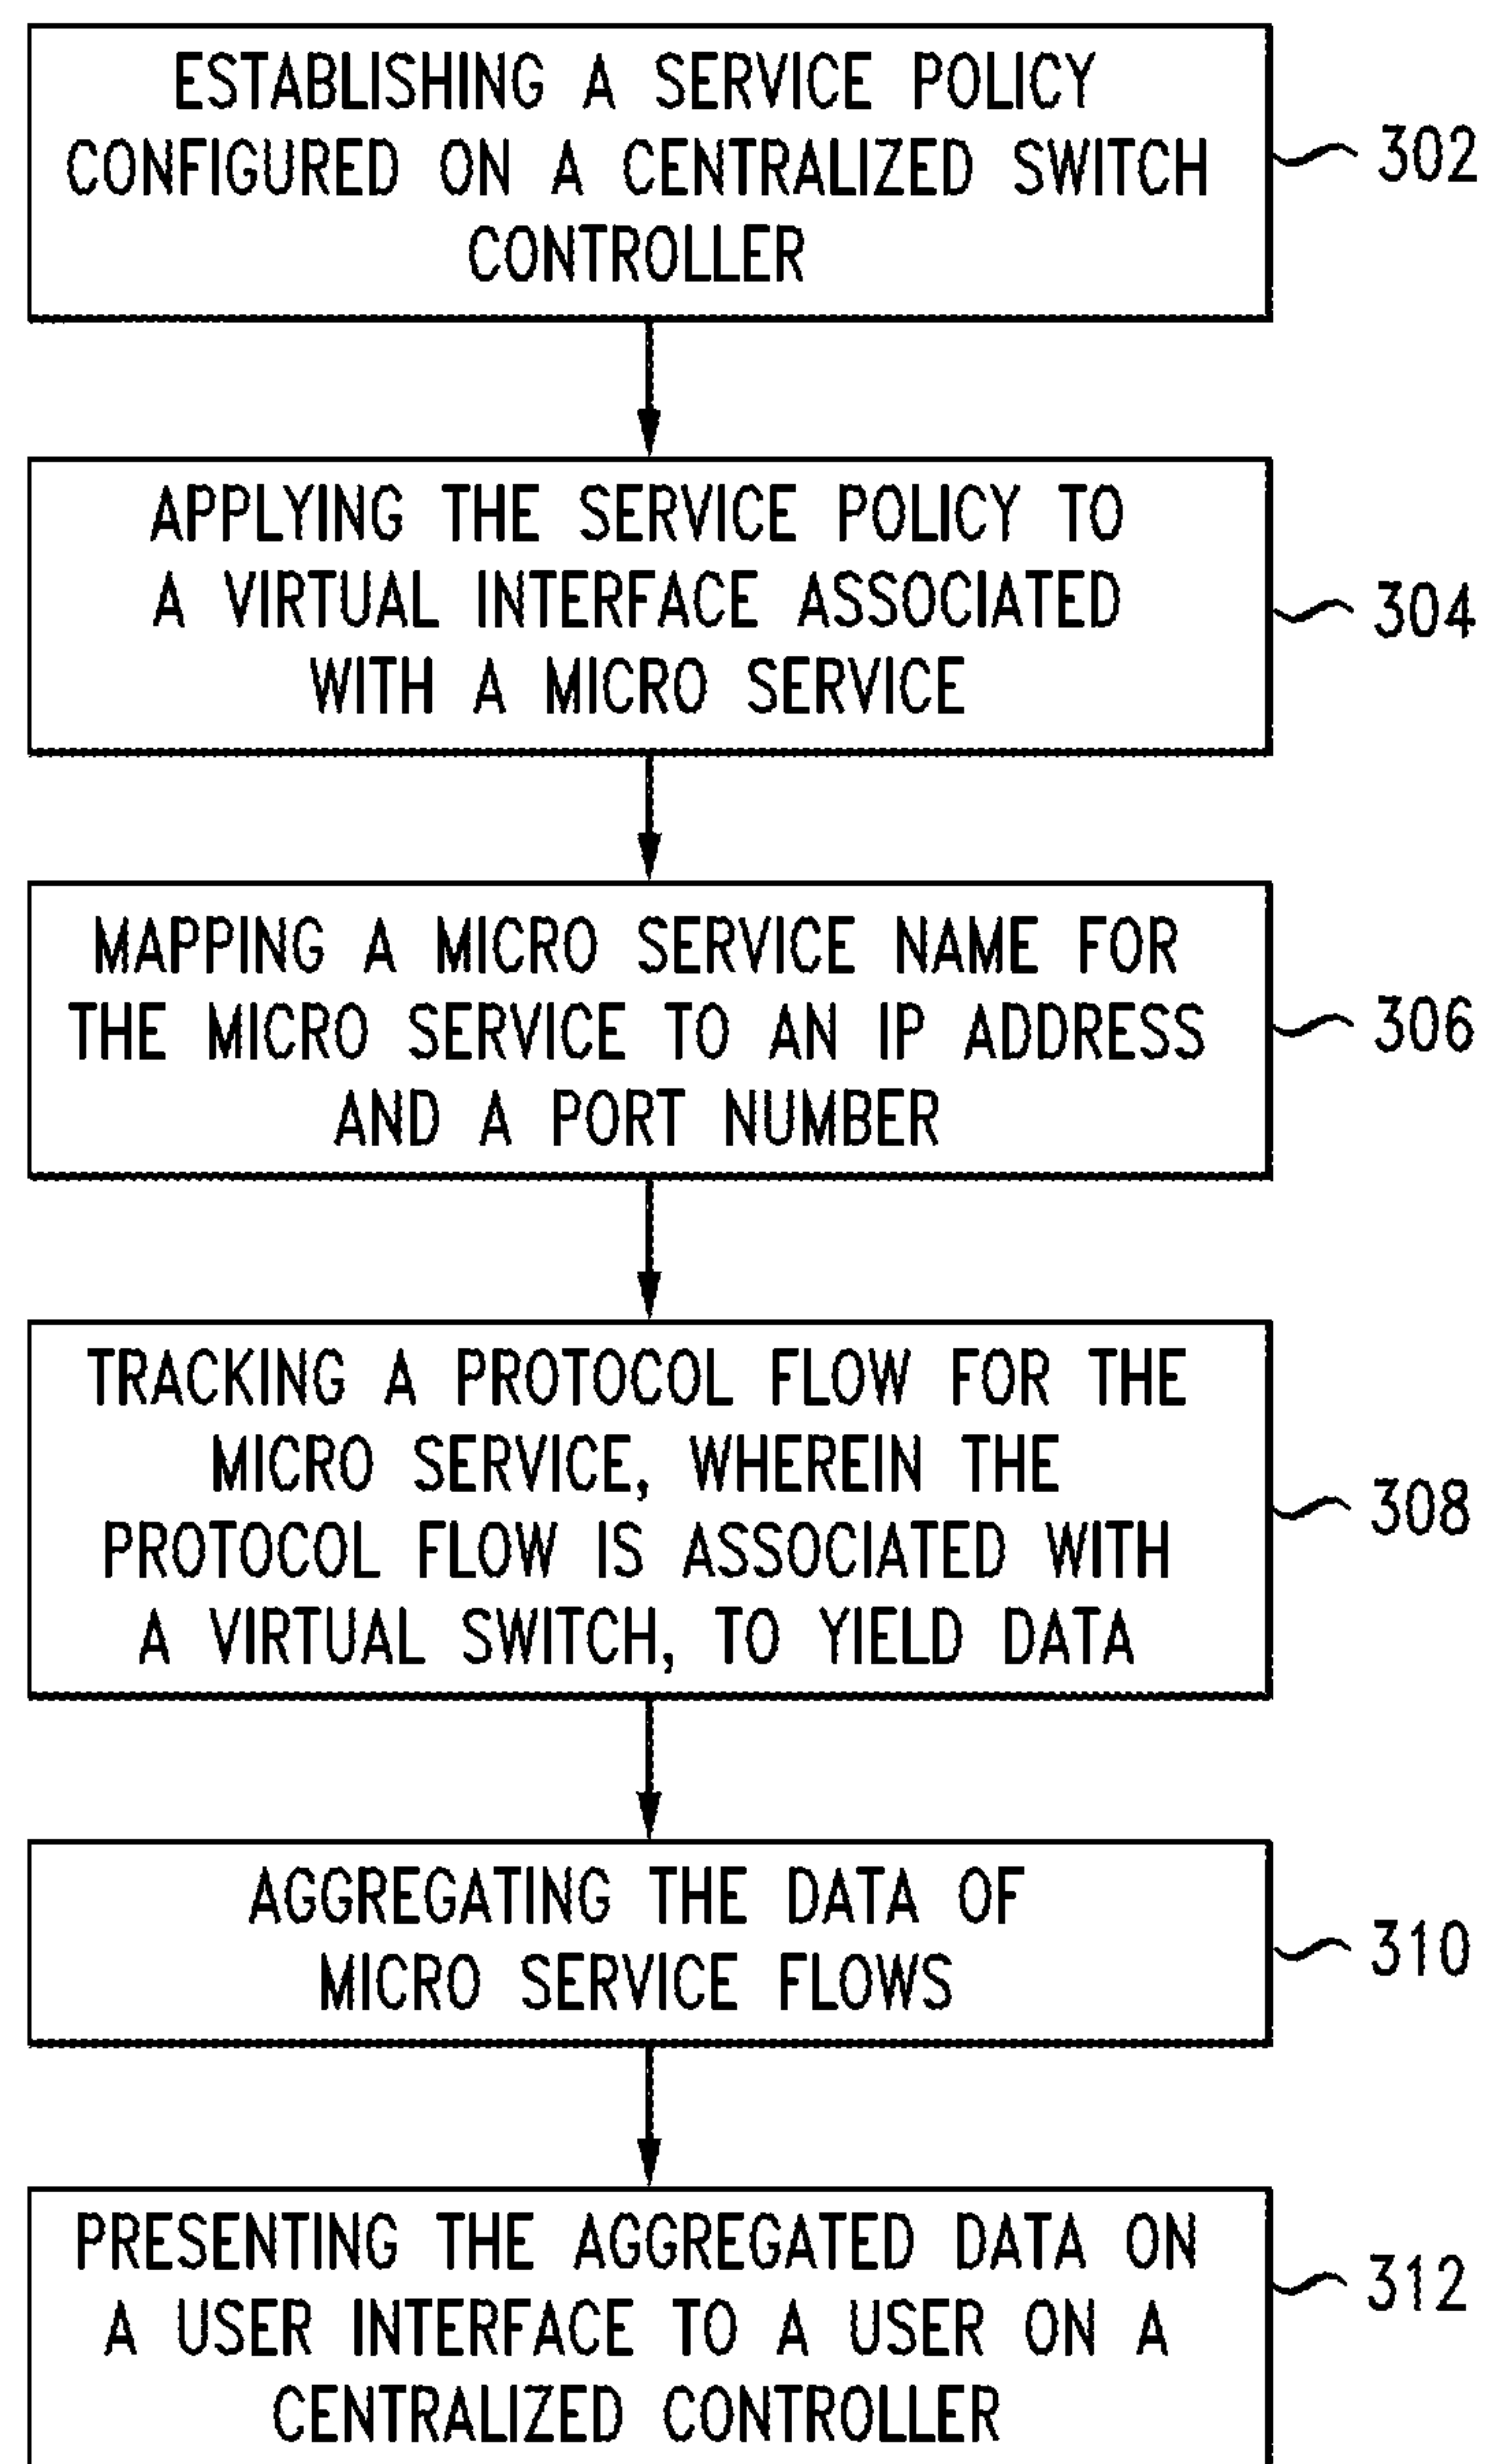 ESTABLISHING A SERVICE POLICY
CONFIGURED ON A CENTRALIZED SWITCH
CONTROLLER
302
APPLYING THE SERVICE POLICY TO
A VIRTUAL INTERFACE ASSOCIATED
WITH A MICRO SERVICE
304
MAPPING A MICRO SERVICE NAME FOR
THE MICRO SERVICE TO AN IP ADDRESS
AND A PORT NUMBER
306
TRACKING A PROTOCOL FLOW FOR THE
MICRO SERVICE, WHEREIN THE
PROTOCOL FLOW IS ASSOCIATED WITH
A VIRTUAL SWITCH, TO YIELD DATA
308
AGGREGATING THE DATA OF
MICRO SERVICE FLOWS
310
PRESENTING THE AGGREGATED DATA ON
A USER INTERFACE TO A USER ON A
CENTRALIZED CONTROLLER
312